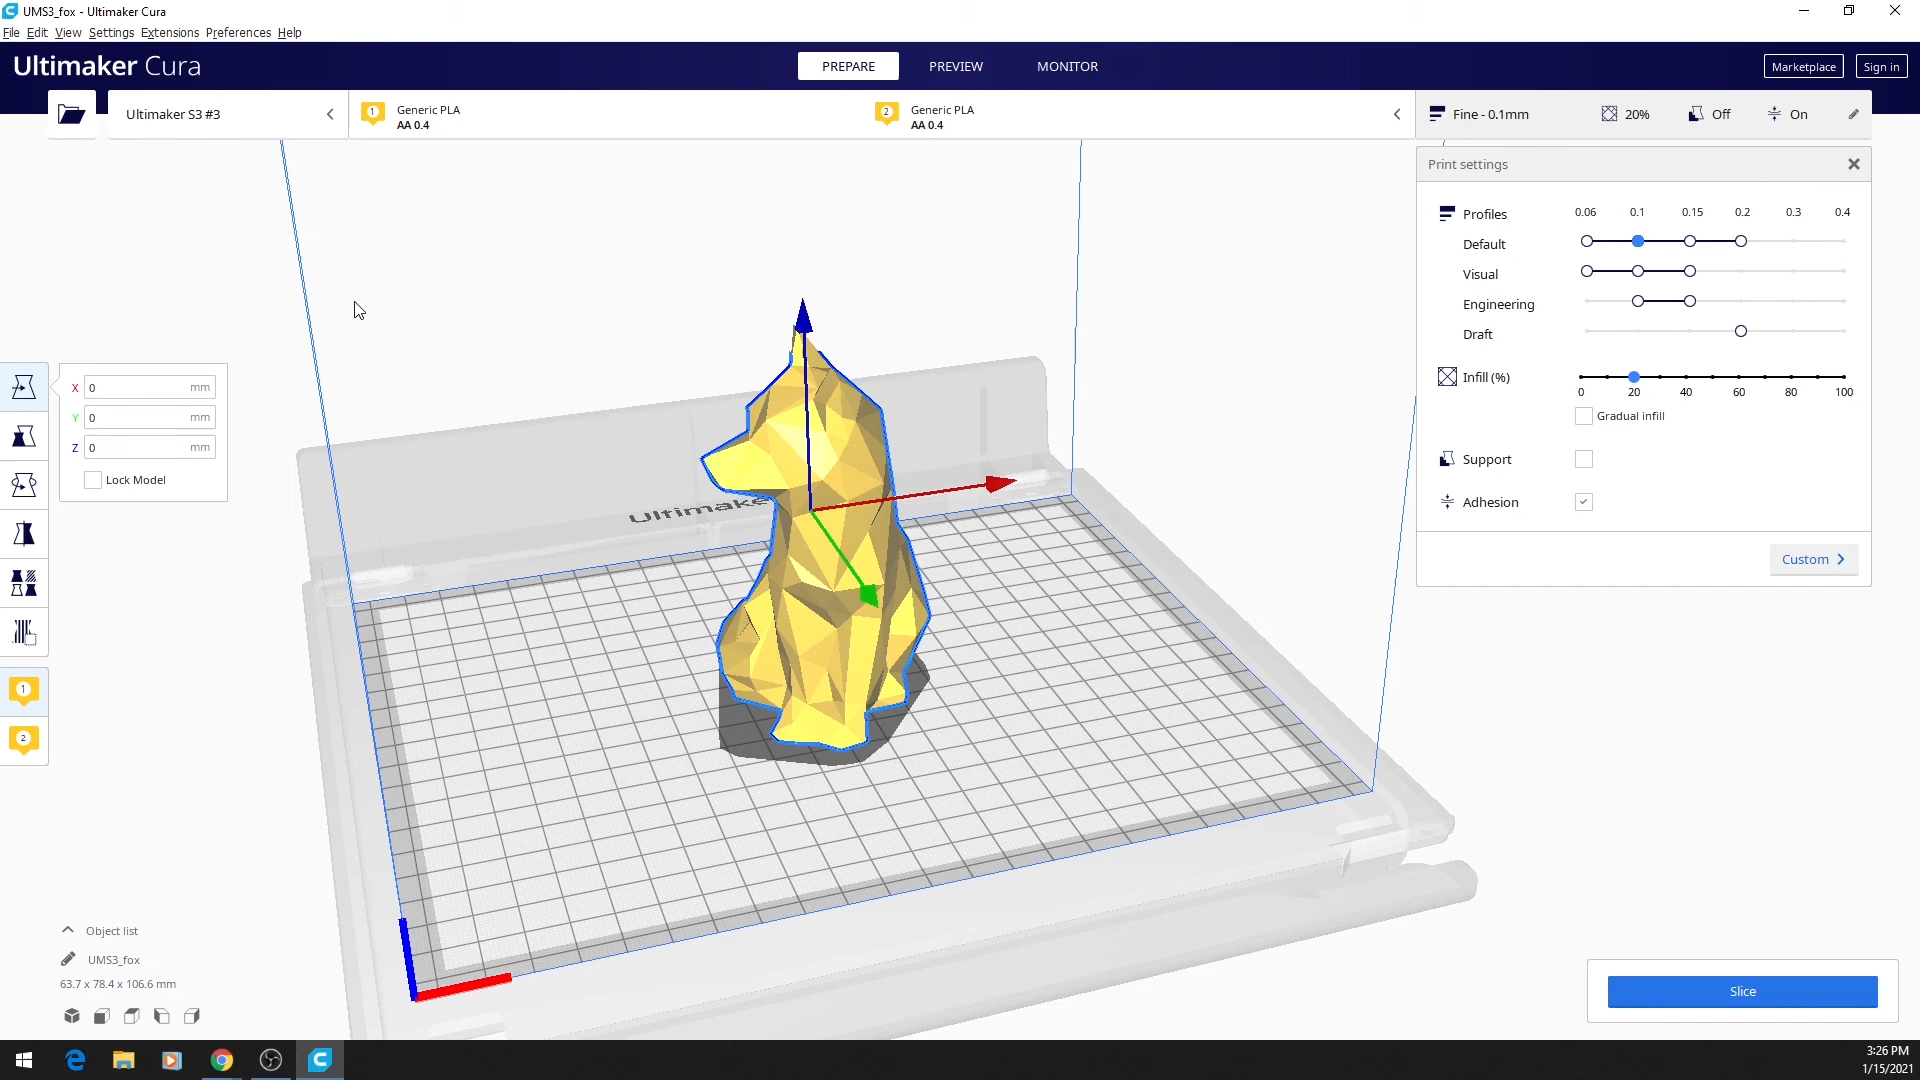 UMS3_fox - Ultimaker Cura
File Edit View Settings Extensions Preferences Help
Ultimaker Cura
PREPARE
PREVIEW
MONITOR
Marketplace
Sign in
Ultimaker S3 #3
1
Generic PLA
AA 0.4
2
Generic PLA
AA 0.4
Fine - 0.1mm
20%
Off
On
Print settings
Profiles
0.06 0.1 0.15 0.2 0.3 0.4
Default
Visual
Engineering
Draft
Infill (%)
0 20 40 60 80 100
Gradual infill
Support
Adhesion
Custom
X 0 mm
Y 0 mm
Z 0 mm
Lock Model
1
2
Ultimake
Object list
UMS3_fox
63.7 x 78.4 x 106.6 mm
Slice
3:26 PM
1/15/2021